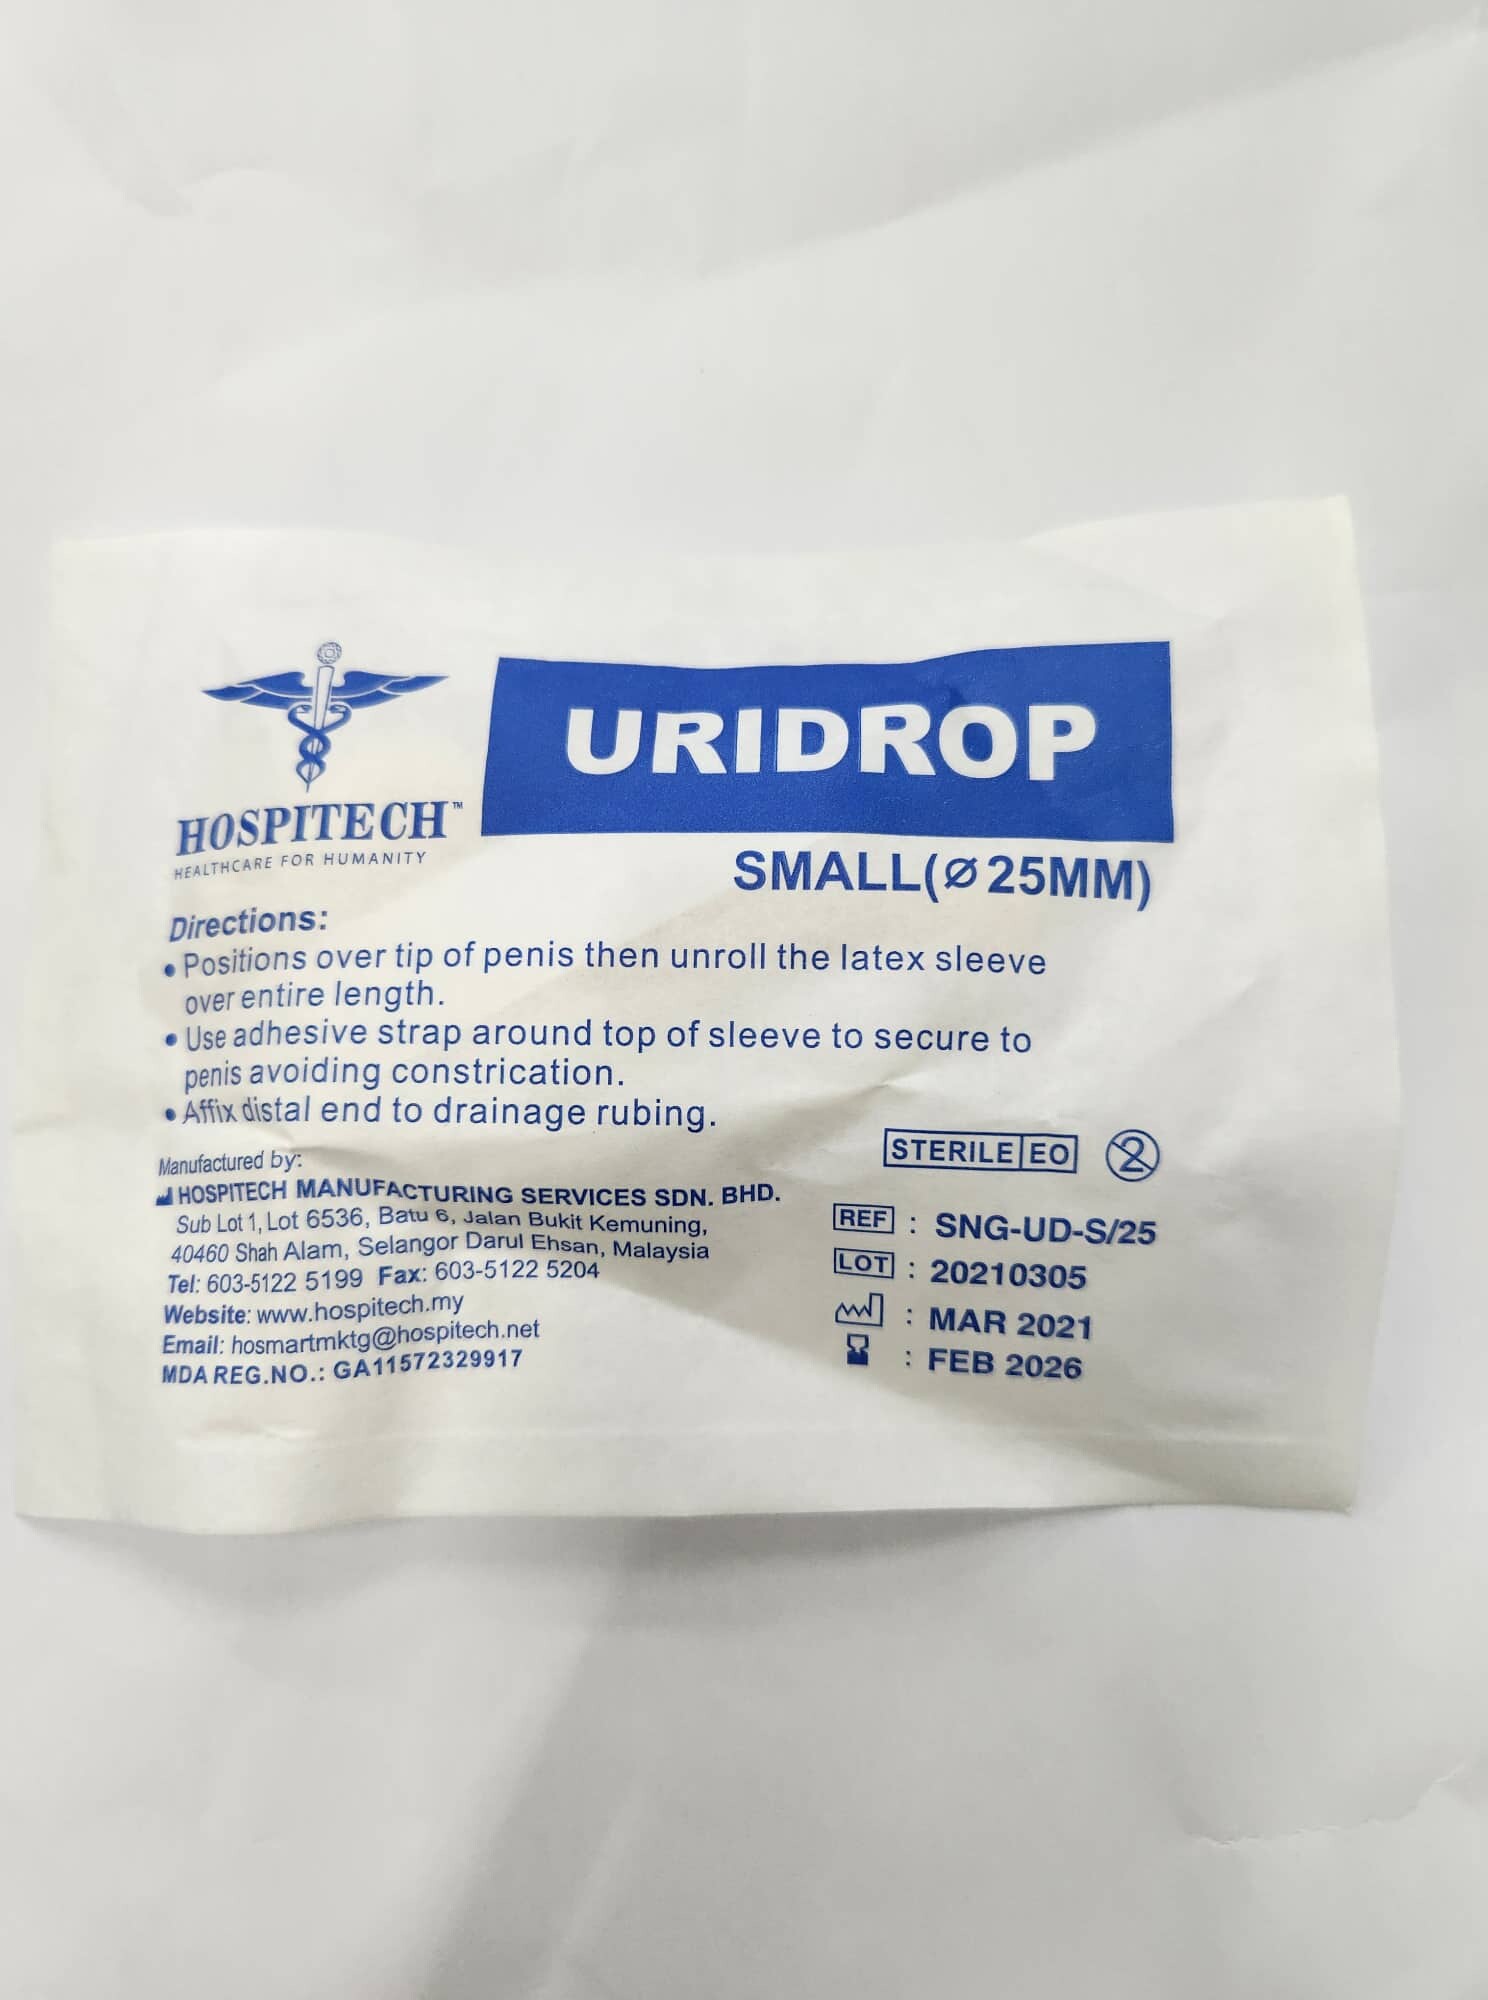 HOSPITECH™
HEALTHCARE FOR HUMANITY
URIDROP
SMALL(⌀25MM)
Directions:
• Positions over tip of penis then unroll the latex sleeve
over entire length.
• Use adhesive strap around top of sleeve to secure to
penis avoiding constrication.
• Affix distal end to drainage rubing.
Manufactured by:
HOSPITECH MANUFACTURING SERVICES SDN. BHD.
Sub Lot 1, Lot 6536, Batu 6, Jalan Bukit Kemuning,
40460 Shah Alam, Selangor Darul Ehsan, Malaysia
Tel: 603-5122 5199 Fax: 603-5122 5204
Website: www.hospitech.my
Email: hosmartmktg@hospitech.net
MDA REG.NO.: GA11572329917
STERILE EO 2
REF : SNG-UD-S/25
LOT : 20210305
: MAR 2021
: FEB 2026